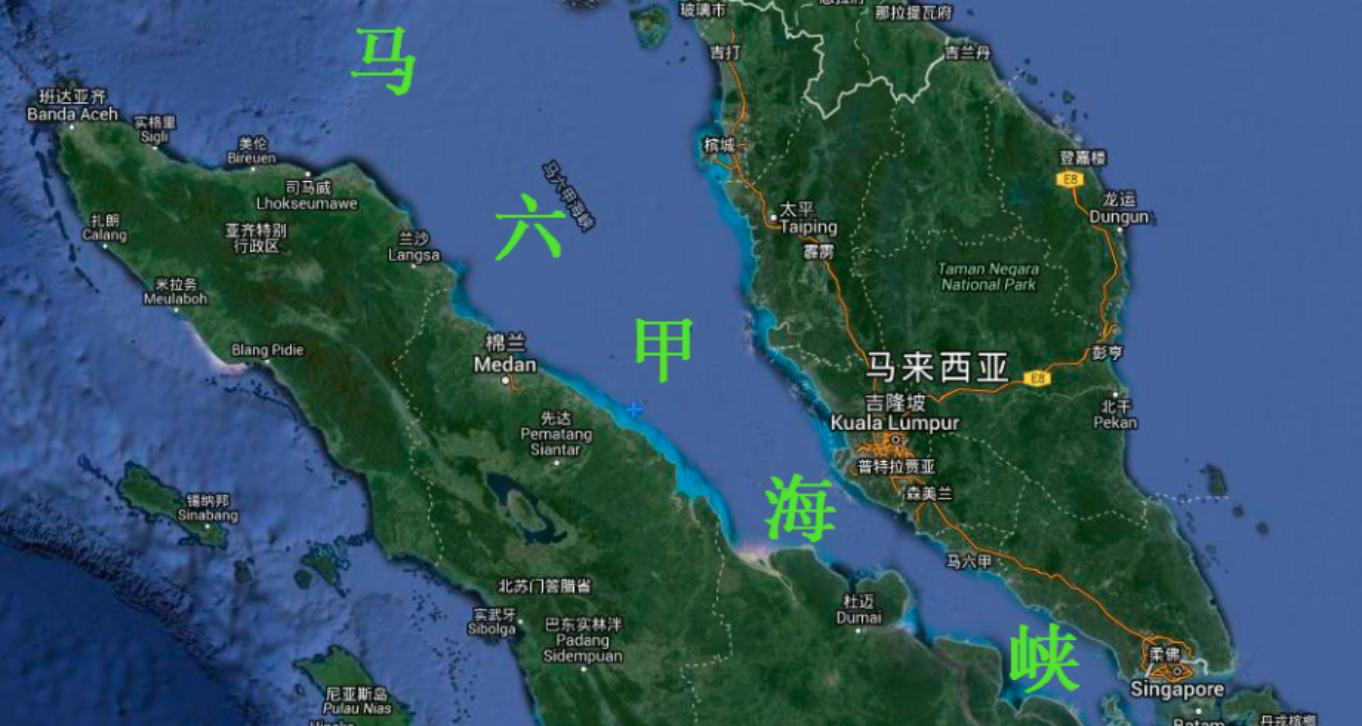 玻璃市
那拉提瓦府
马
吉打
吉兰丹
班达亚齐
Banda Aceh
实格里
Sigli
美伦
Bireuen
槟城
登嘉楼
E8
马六甲海峡
司马威
Lhokseumawe
六
太平
Taiping
龙运
Dungun
扎朗
Calang
亚齐特别
行政区
兰沙
Langsa
霹雳
Taman Negara
National Park
米拉务
Meulaboh
甲
棉兰
Medan
Blang Pidie
马来西亚
彭亨
E8
吉隆坡
Kuala Lumpur
北干
Pekan
先达
Pematang
Siantar
普特拉贾亚
森美兰
锡纳邦
Sinabang
海
马六甲
北苏门答腊省
杜迈
Dumai
实武牙
Sibolga
巴东实林泮
Padang
Sidempuan
峡
柔佛
Singapore
尼亚斯岛
Pulau Nias